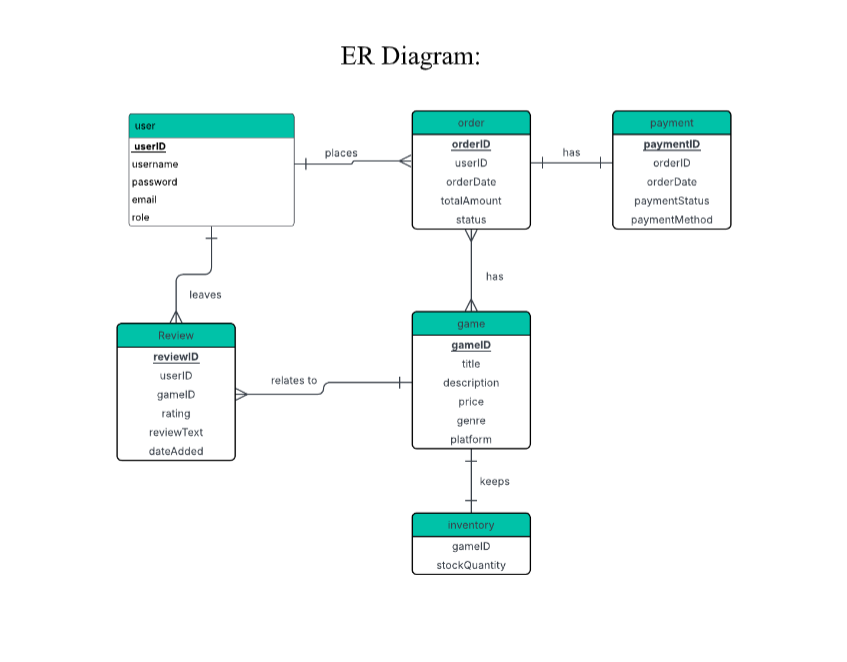 ER Diagram:
user
userID
username
password
email
role
places
order
orderID
userID
orderDate
totalAmount
status
has
payment
paymentID
orderID
orderDate
paymentStatus
paymentMethod
leaves
has
Review
reviewID
userID
gameID
rating
reviewText
dateAdded
relates to
game
gameID
title
description
price
genre
platform
keeps
inventory
gameID
stockQuantity